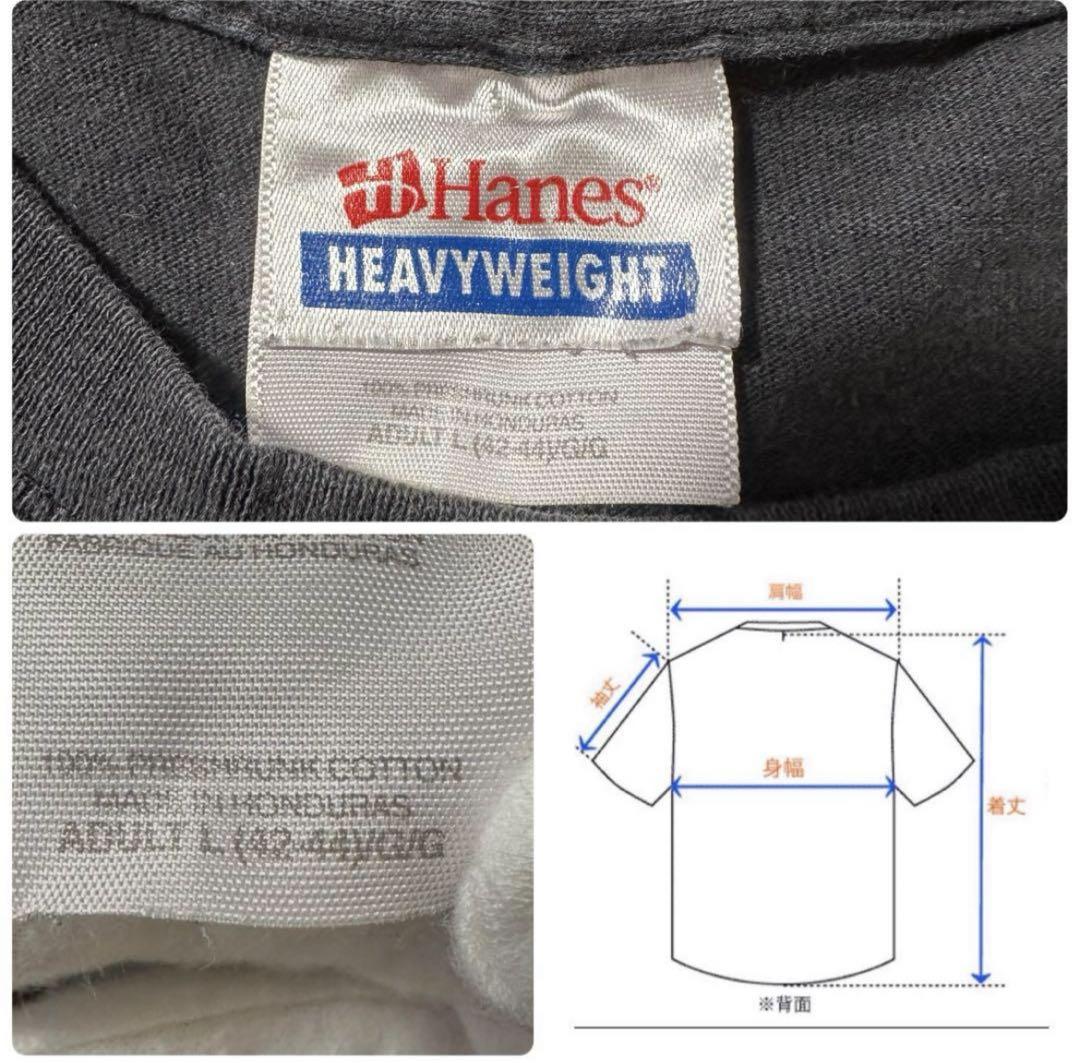 Hanes®
HEAVYWEIGHT
100% PRESHRUNK COTTON
MADE IN HONDURAS
ADULT L (42-44)/G/G
FABRIQUE AU HONDURAS
100% PRESHRUNK COTTON
MADE IN HONDURAS
ADULT L (42-44)/G/G
肩幅
袖丈
身幅
着丈
※背面